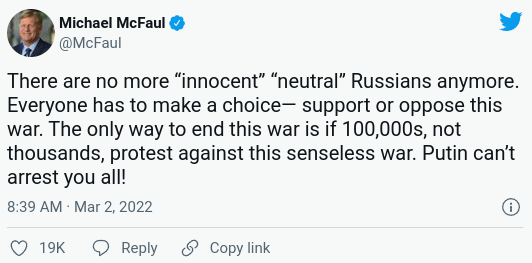 Michael McFaul
@McFaul
There are no more “innocent” “neutral” Russians anymore.
Everyone has to make a choice— support or oppose this
war. The only way to end this war is if 100,000s, not
thousands, protest against this senseless war. Putin can’t
arrest you all!
8:39 AM · Mar 2, 2022
19K Reply Copy link